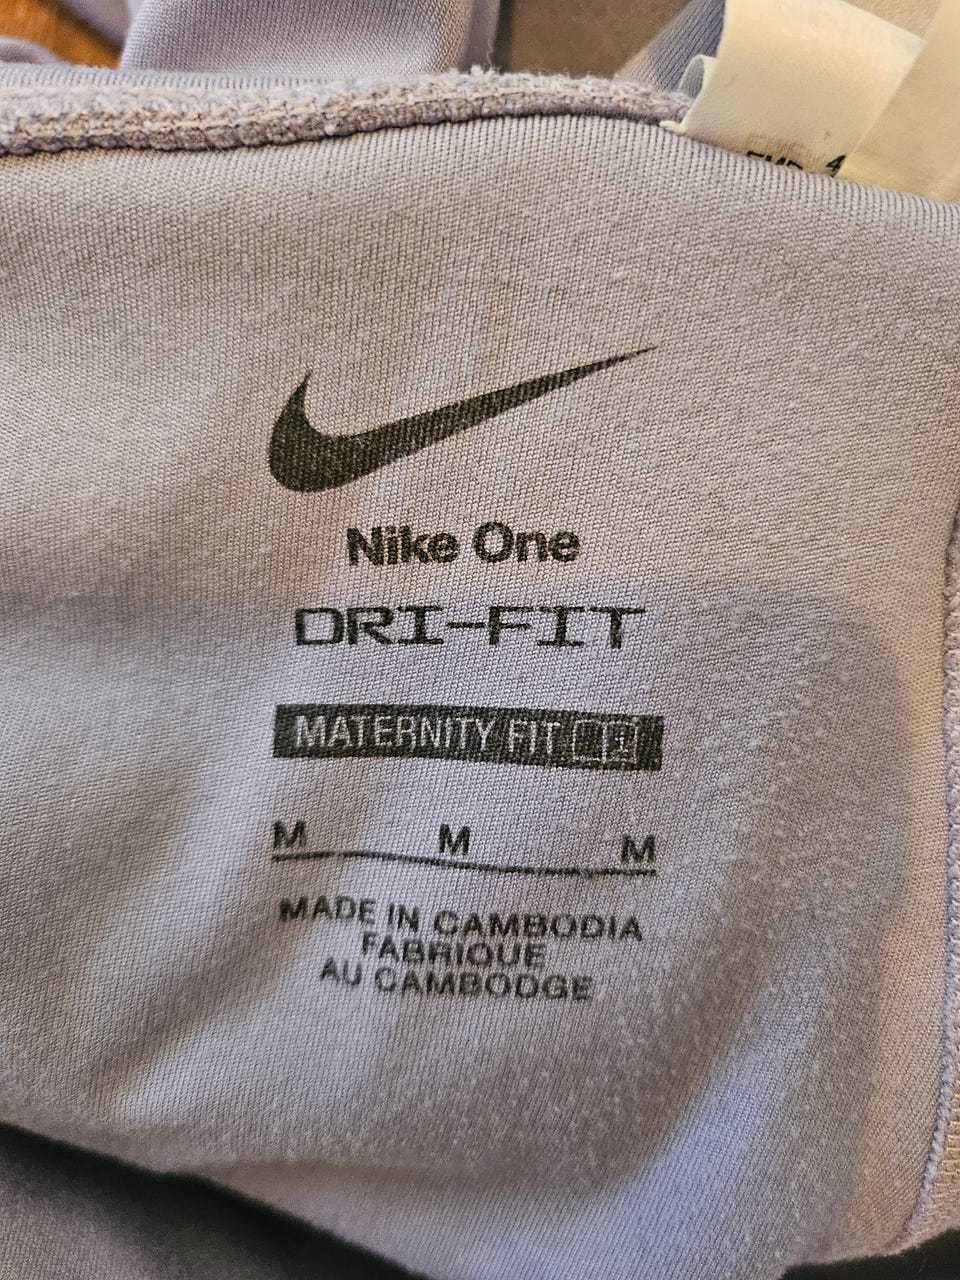 Nike One
DRI-FIT
MATERNITY FIT
M M M
MADE IN CAMBODIA
FABRIQUE
AU CAMBODGE